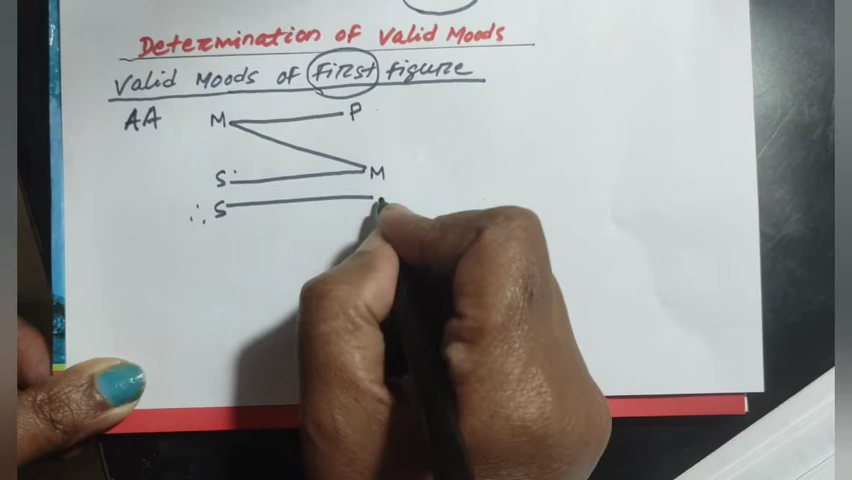 Determination of Valid Moods
Valid Moods of first figure
AA M P
S M
∴ S